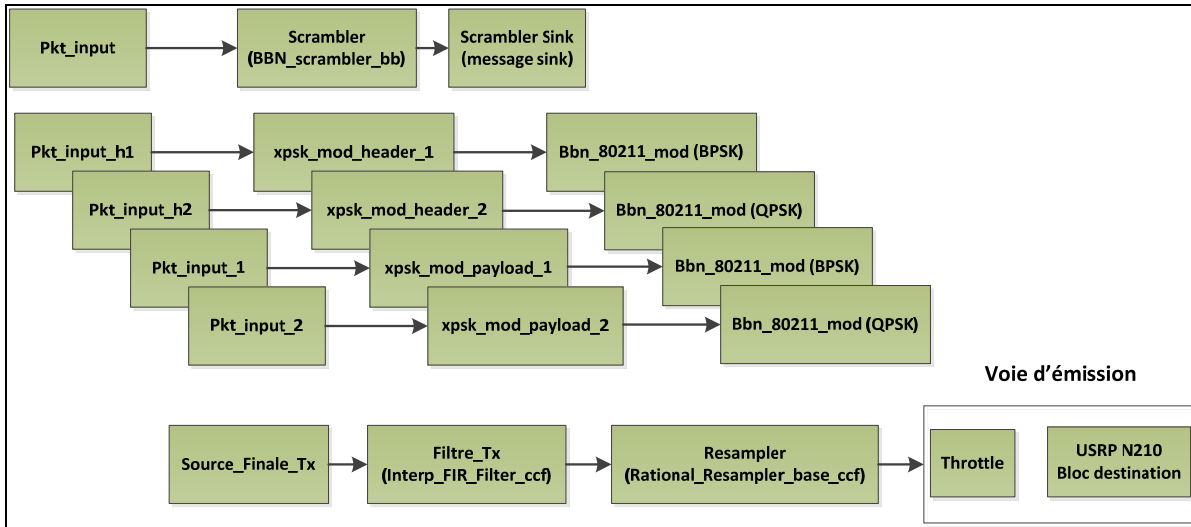 Pkt_input
Scrambler
(BBN_scrambler_bb)
Scrambler Sink
(message sink)
Pkt_input_h1
xpsk_mod_header_1
Bbn_80211_mod (BPSK)
Pkt_input_h2
xpsk_mod_header_2
Bbn_80211_mod (QPSK)
Pkt_input_1
xpsk_mod_payload_1
Bbn_80211_mod (BPSK)
Pkt_input_2
xpsk_mod_payload_2
Bbn_80211_mod (QPSK)
Voie d’émission
Source_Finale_Tx
Filtre_Tx
(Interp_FIR_Filter_ccf)
Resampler
(Rational_Resampler_base_ccf)
Throttle
USRP N210
Bloc destination